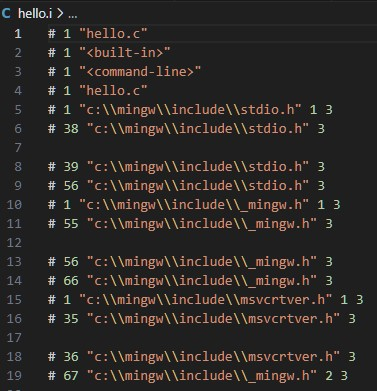 C hello.i > ...
1 # 1 "hello.c"
2 # 1 "<built-in>"
3 # 1 "<command-line>"
4 # 1 "hello.c"
5 # 1 "c:\\mingw\\include\\stdio.h" 1 3
6 # 38 "c:\\mingw\\include\\stdio.h" 3
7
8 # 39 "c:\\mingw\\include\\stdio.h" 3
9 # 56 "c:\\mingw\\include\\stdio.h" 3
10 # 1 "c:\\mingw\\include\\_mingw.h" 1 3
11 # 55 "c:\\mingw\\include\\_mingw.h" 3
12
13 # 56 "c:\\mingw\\include\\_mingw.h" 3
14 # 66 "c:\\mingw\\include\\_mingw.h" 3
15 # 1 "c:\\mingw\\include\\msvcrtver.h" 1 3
16 # 35 "c:\\mingw\\include\\msvcrtver.h" 3
17
18 # 36 "c:\\mingw\\include\\msvcrtver.h" 3
19 # 67 "c:\\mingw\\include\\_mingw.h" 2 3